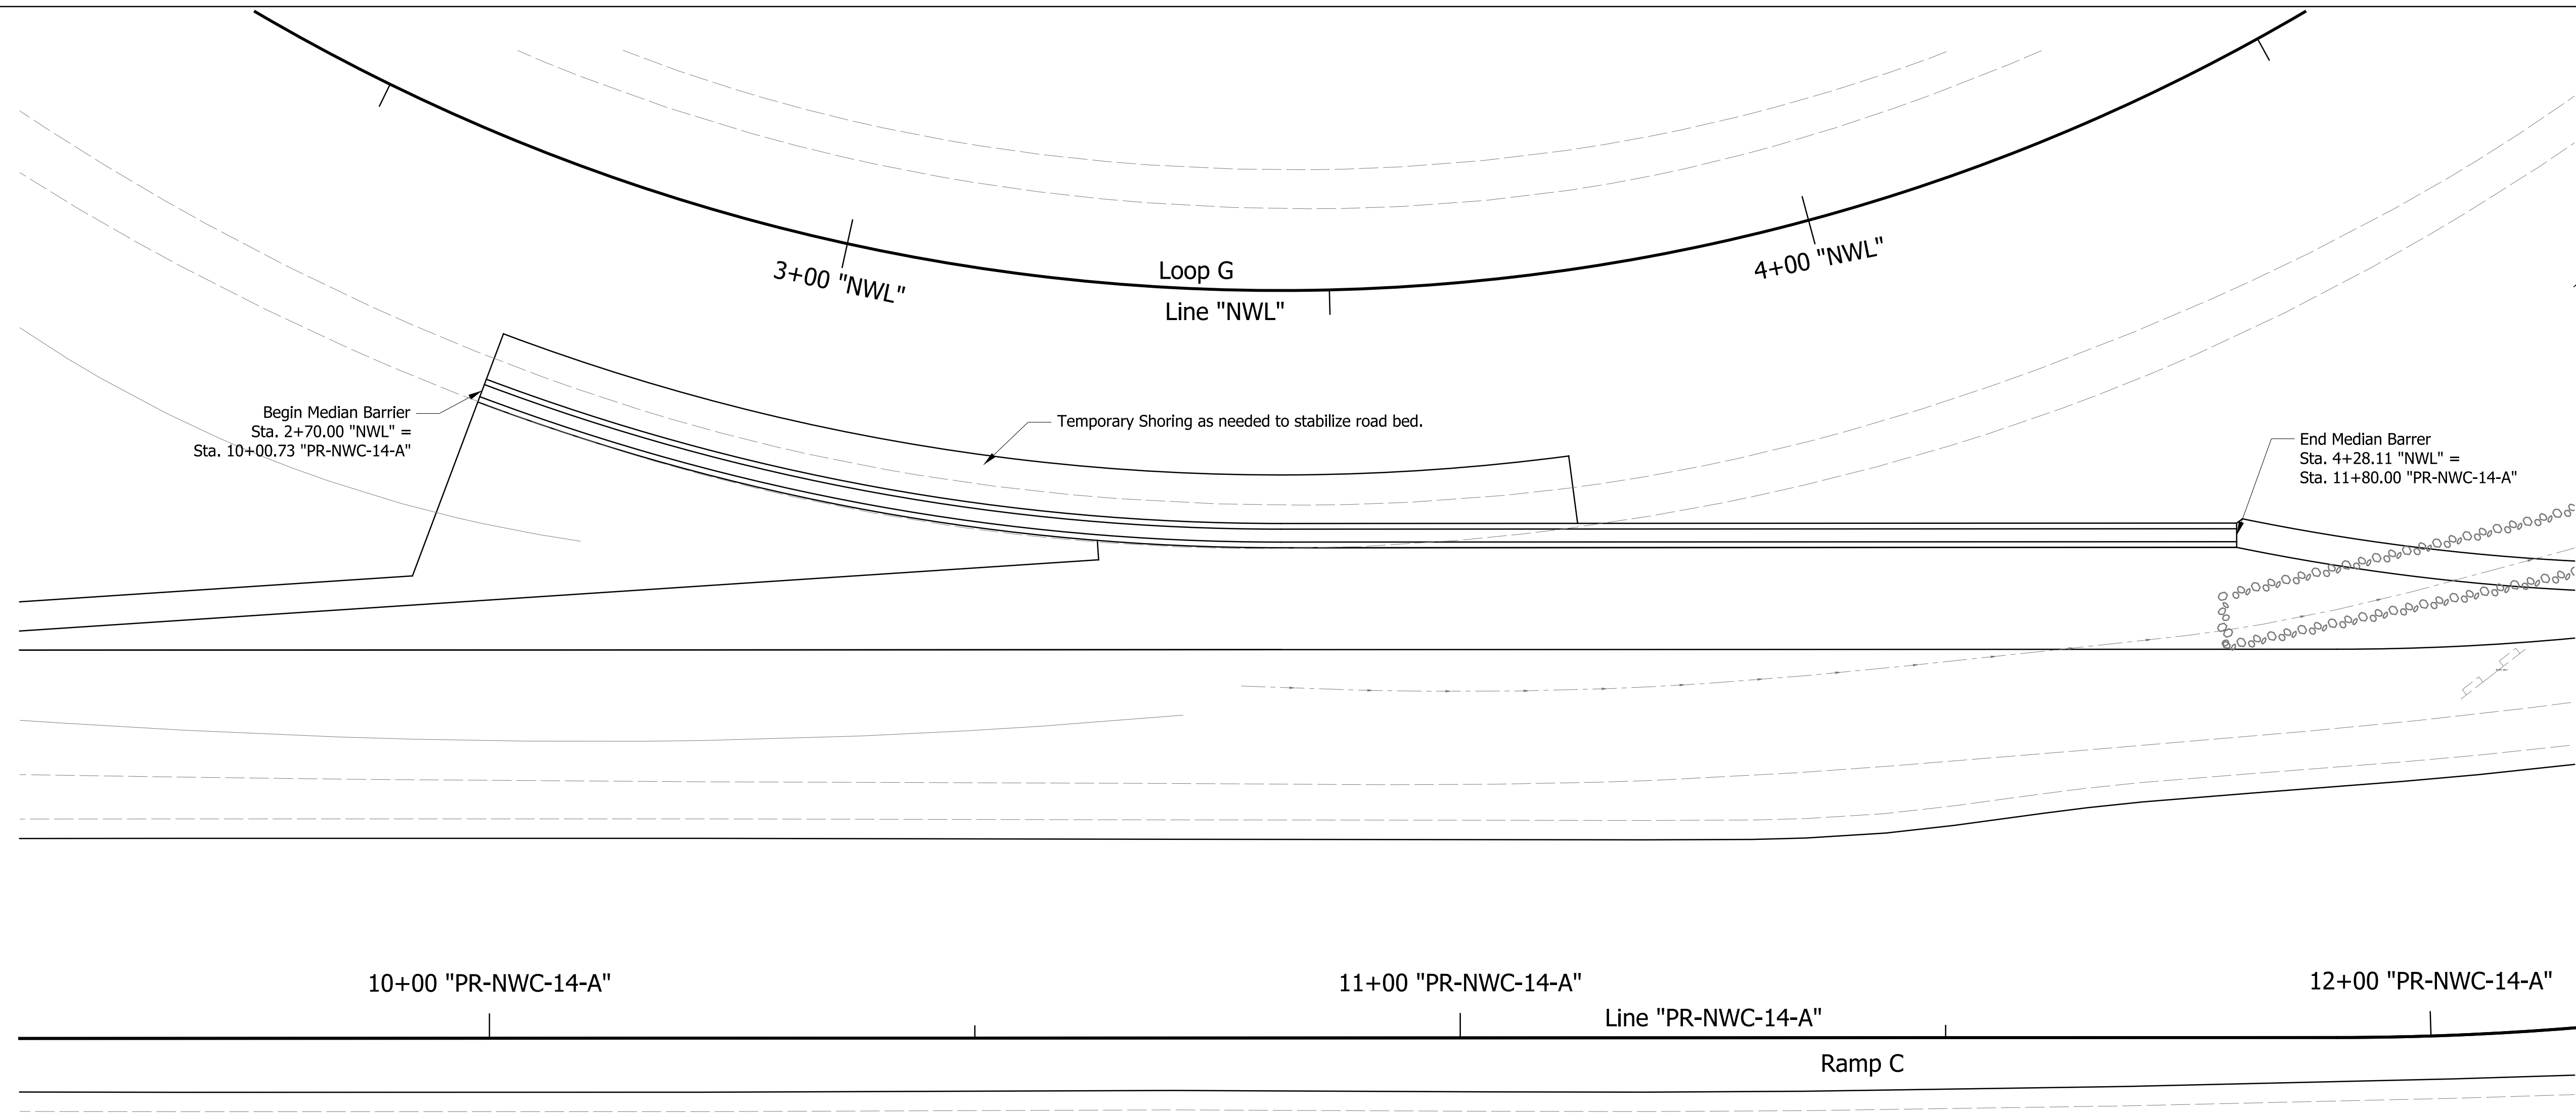 Loop G
3+00 "NWL"
4+00 "NWL"
Line "NWL"
Begin Median Barrier
Sta. 2+70.00 "NWL" =
Sta. 10+00.73 "PR-NWC-14-A"
Temporary Shoring as needed to stabilize road bed.
End Median Barrer
Sta. 4+28.11 "NWL" =
Sta. 11+80.00 "PR-NWC-14-A"
10+00 "PR-NWC-14-A"
11+00 "PR-NWC-14-A"
12+00 "PR-NWC-14-A"
Line "PR-NWC-14-A"
Ramp C